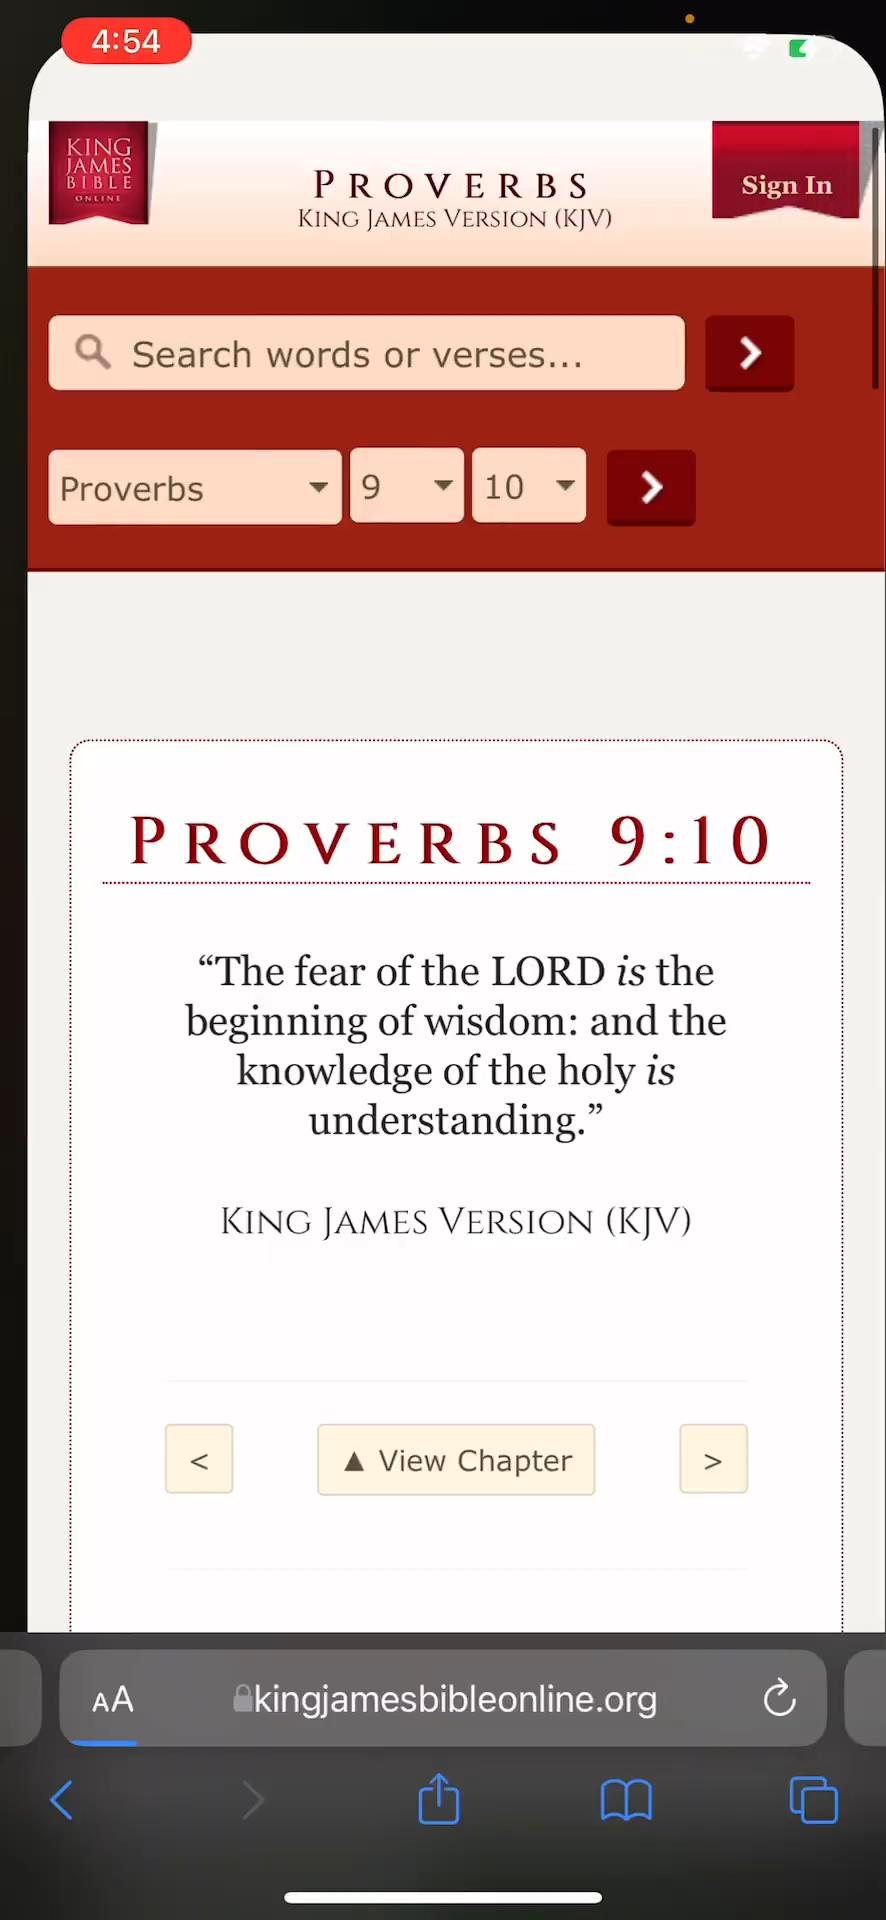 4:54
KING
JAMES
BIBLE
ONLINE
PROVERBS
KING JAMES VERSION (KJV)
Sign In
Search words or verses...
Proverbs
9
10
PROVERBS 9:10
“The fear of the LORD is the
beginning of wisdom: and the
knowledge of the holy is
understanding.”
KING JAMES VERSION (KJV)
<
▲ View Chapter
>
AA
kingjamesbibleonline.org